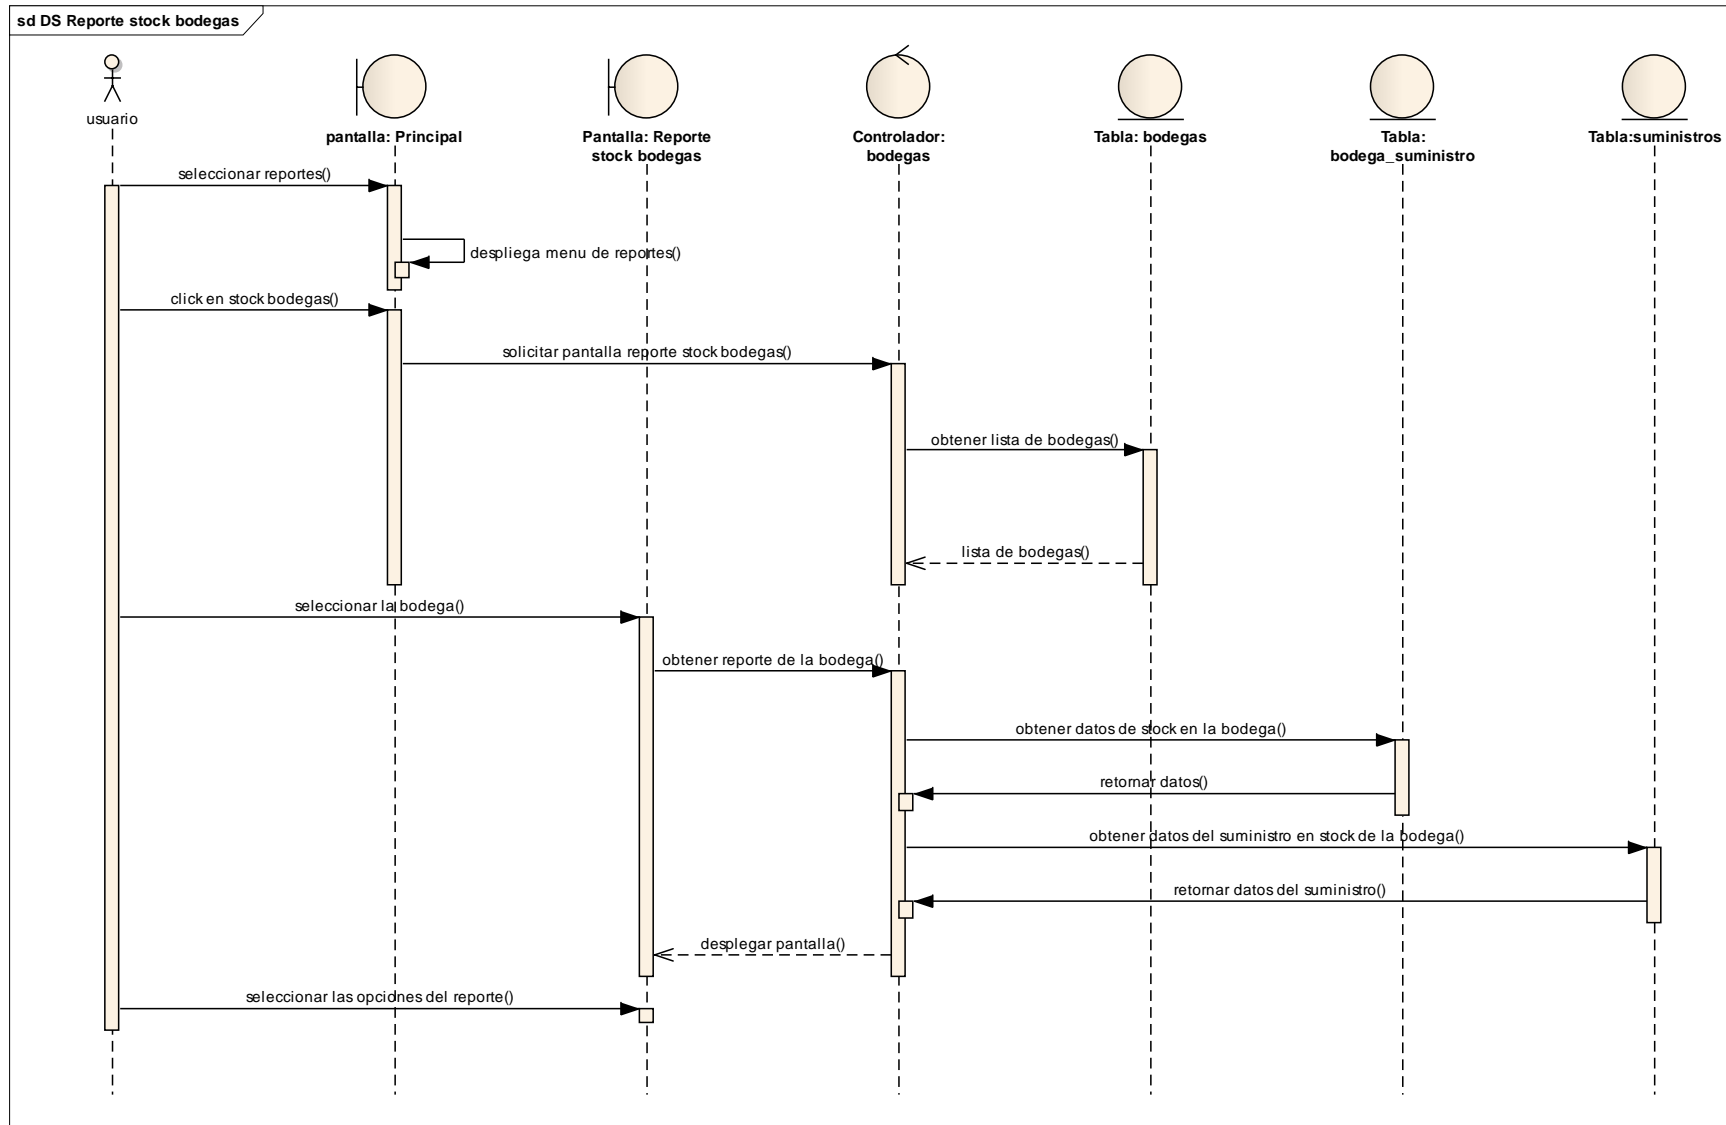 sd DS Reporte stock bodegas
usuario
pantalla: Principal
Pantalla: Reporte
stock bodegas
Controlador:
bodegas
Tabla: bodegas
Tabla:
bodega_suministro
Tabla:suministros
seleccionar reportes()
despliega menu de reportes()
click en stock bodegas()
solicitar pantalla reporte stock bodegas()
obtener lista de bodegas()
lista de bodegas()
seleccionar la bodega()
obtener reporte de la bodega()
obtener datos de stock en la bodega()
retornar datos()
obtener datos del suministro en stock de la bodega()
retornar datos del suministro()
desplegar pantalla()
seleccionar las opciones del reporte()